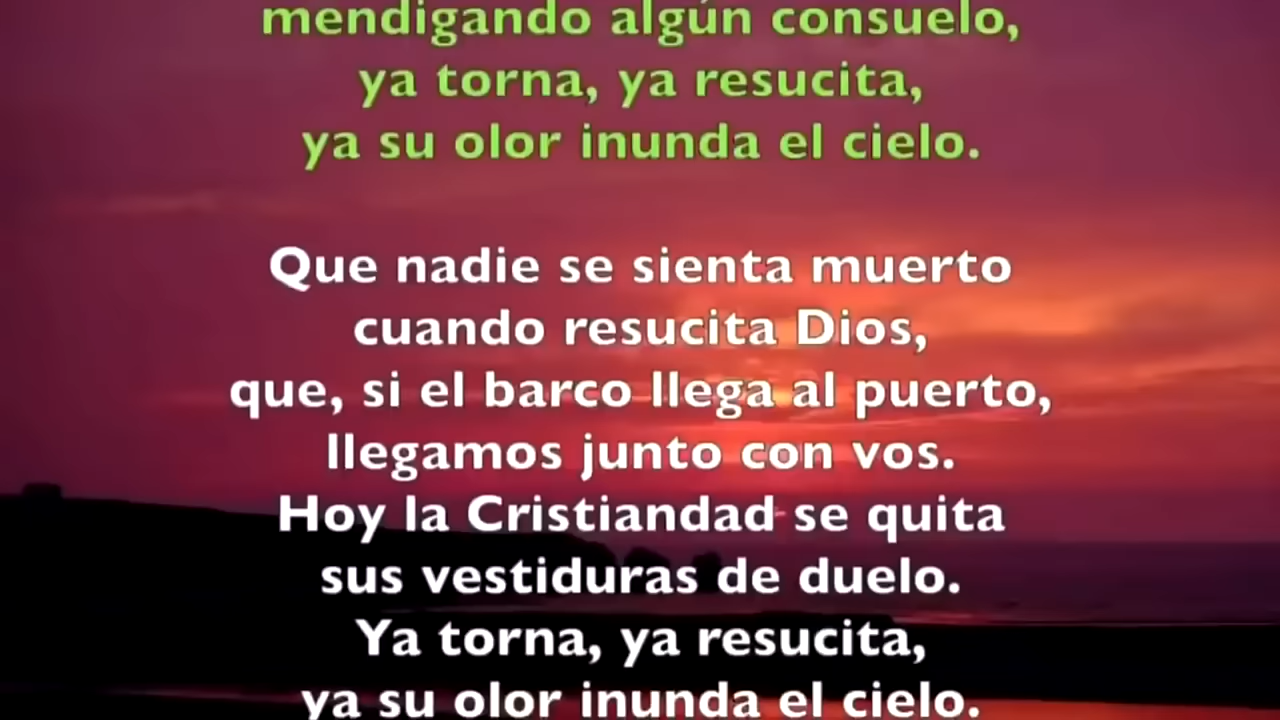 mendigando algún consuelo,
ya torna, ya resucita,
ya su olor inunda el cielo.
Que nadie se sienta muerto
cuando resucita Dios,
que, si el barco llega al puerto,
llegamos junto con vos.
Hoy la Cristiandad se quita
sus vestiduras de duelo.
Ya torna, ya resucita,
ya su olor inunda el cielo.